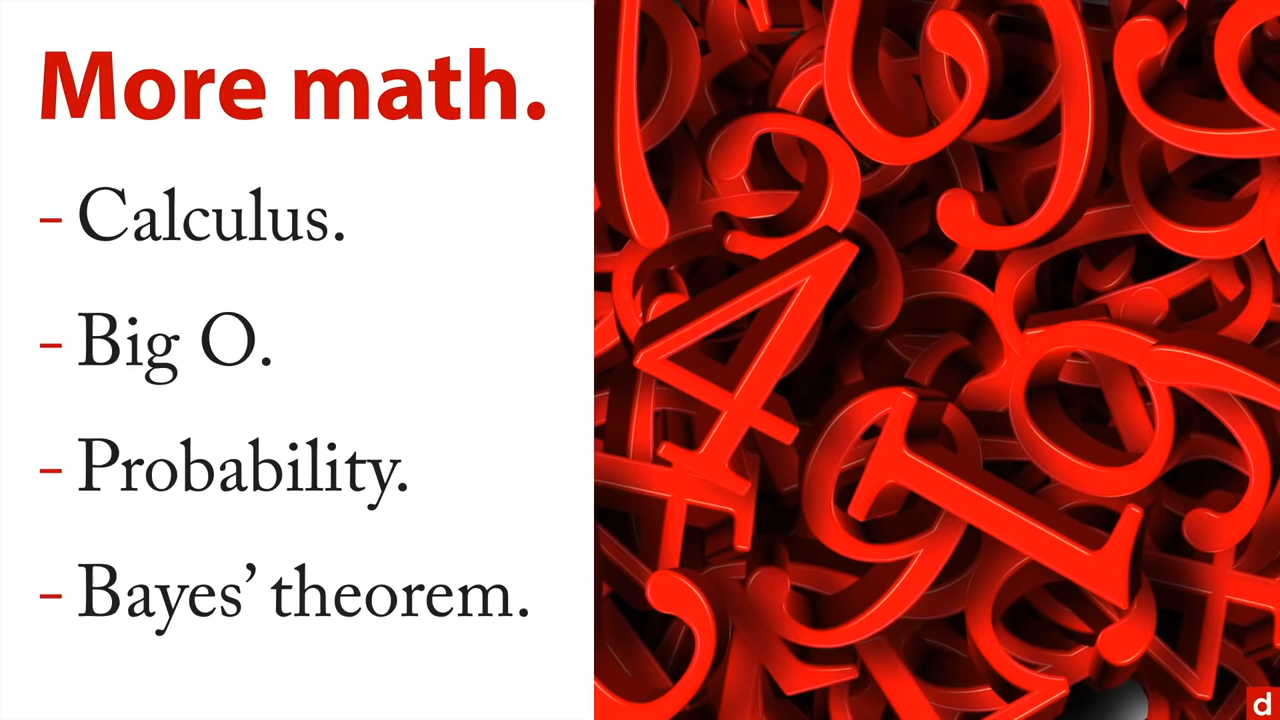 More math.
– Calculus.
– Big O.
– Probability.
– Bayes’ theorem.
d